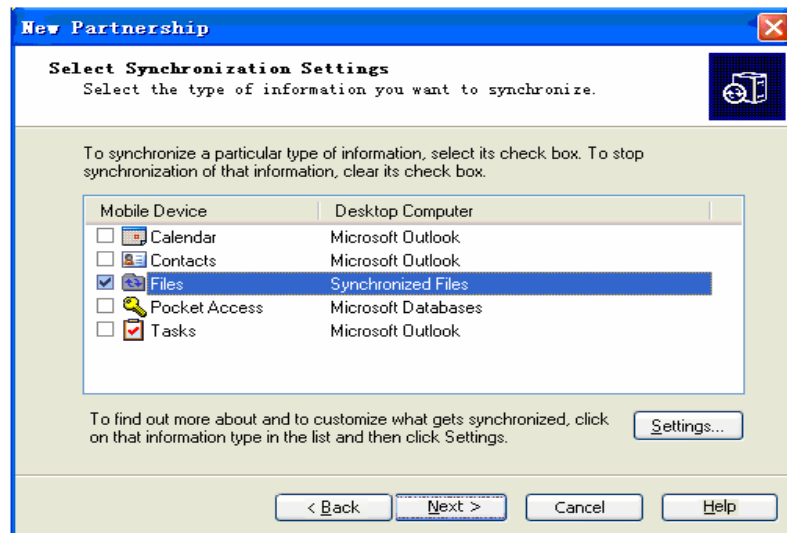 New Partnership
Select Synchronization Settings
Select the type of information you want to synchronize.
To synchronize a particular type of information, select its check box. To stop
synchronization of that information, clear its check box.
Mobile Device Desktop Computer
Calendar Microsoft Outlook
Contacts Microsoft Outlook
Files Synchronized Files
Pocket Access Microsoft Databases
Tasks Microsoft Outlook
To find out more about and to customize what gets synchronized, click
on that information type in the list and then click Settings.
Settings...
< Back Next > Cancel Help